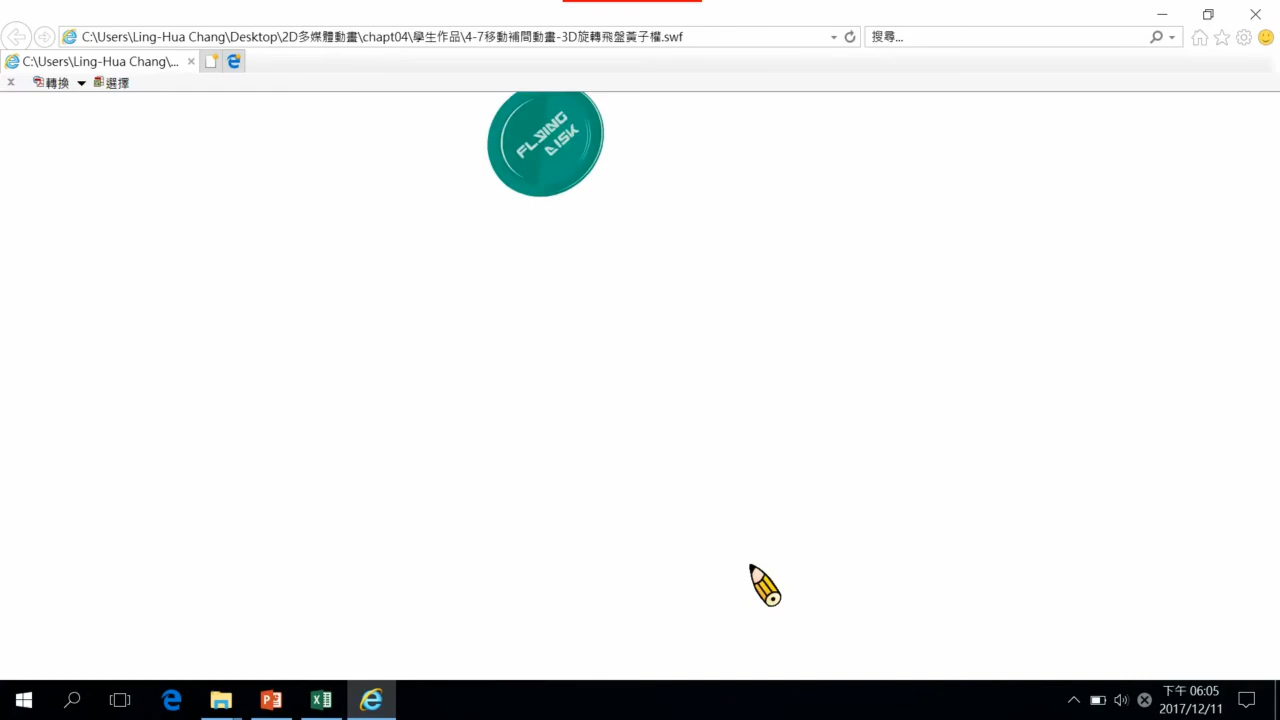 C:\Users\Ling-Hua Chang\Desktop\2D多媒體動畫\chapt04\學生作品\4-7移動補間動畫-3D旋轉飛盤黃子權.swf
搜尋...
C:\Users\Ling-Hua Chang\...
轉換
選擇
FLYING
DISK
下午 06:05
2017/12/11